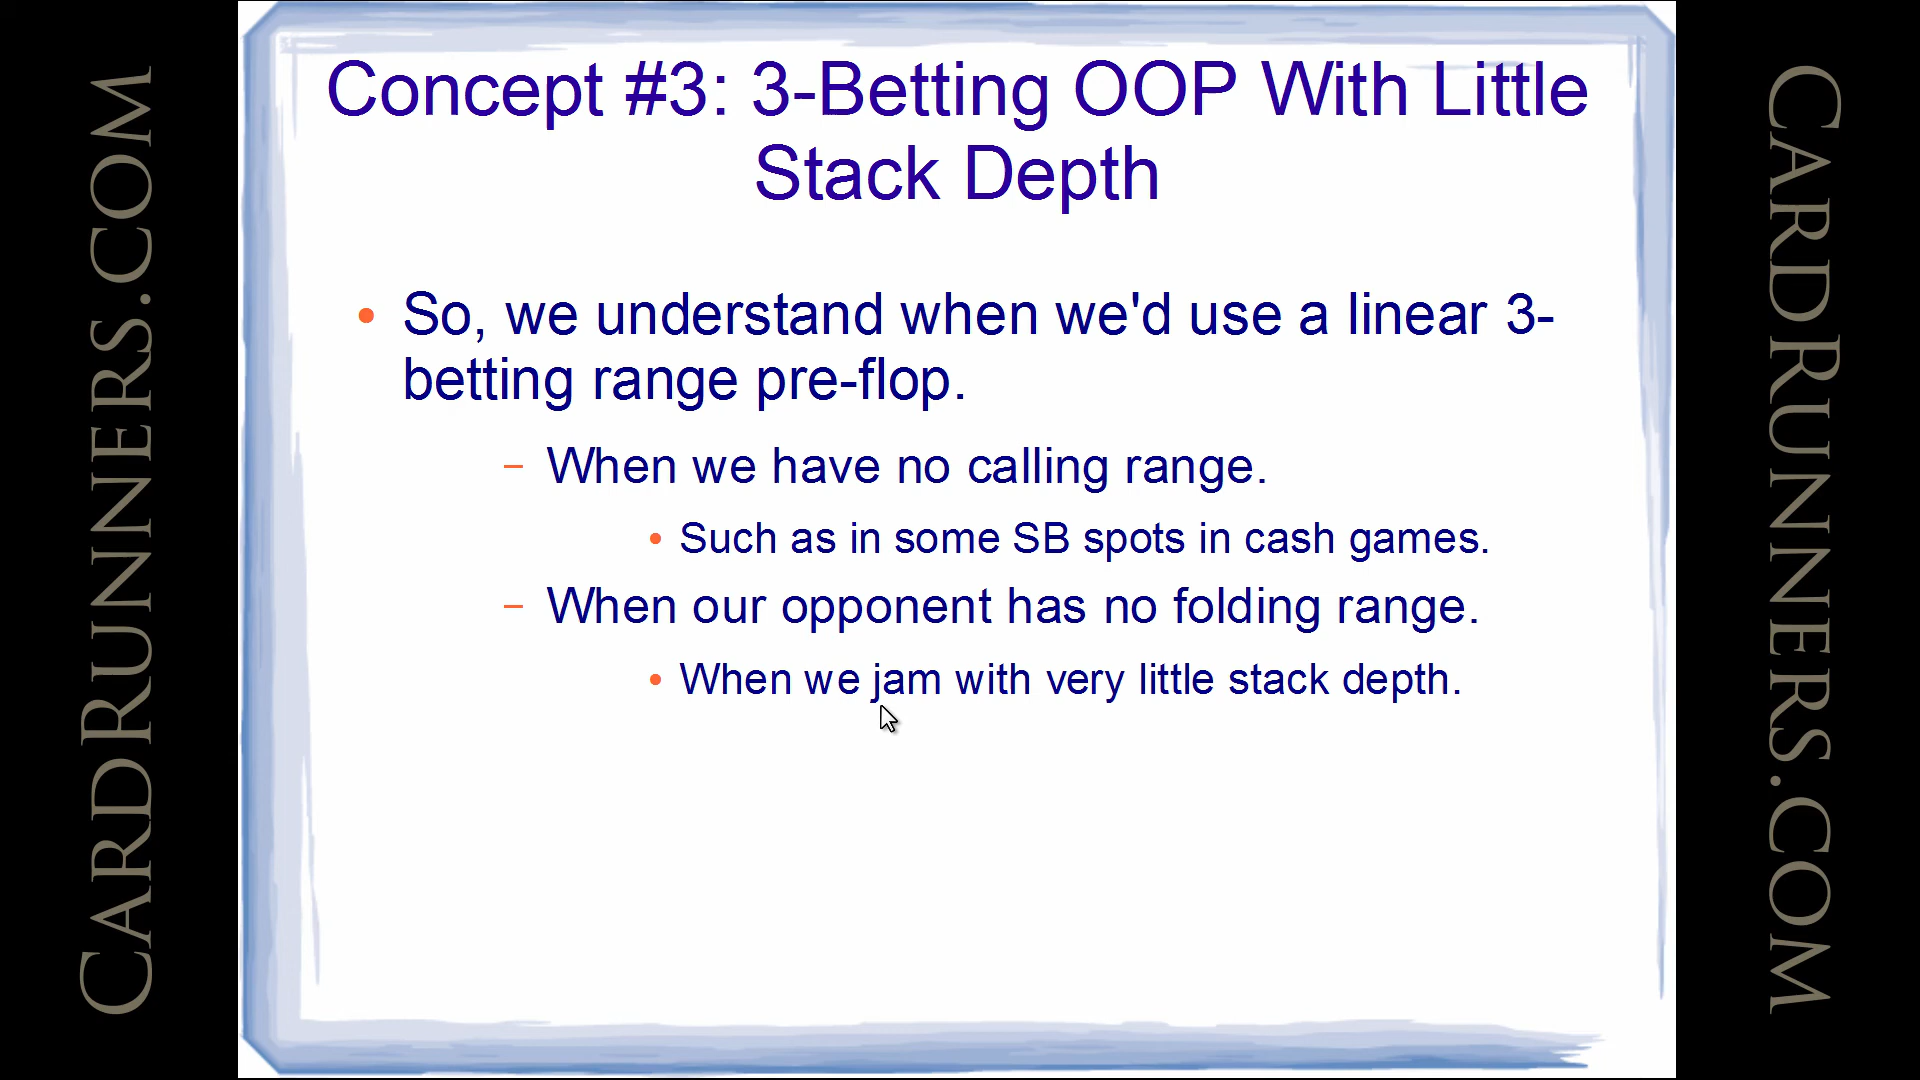 CARDRUNNERS.COM
Concept #3: 3-Betting OOP With Little
Stack Depth
• So, we understand when we'd use a linear 3-
betting range pre-flop.
– When we have no calling range.
• Such as in some SB spots in cash games.
– When our opponent has no folding range.
• When we jam with very little stack depth.
CARDRUNNERS.COM